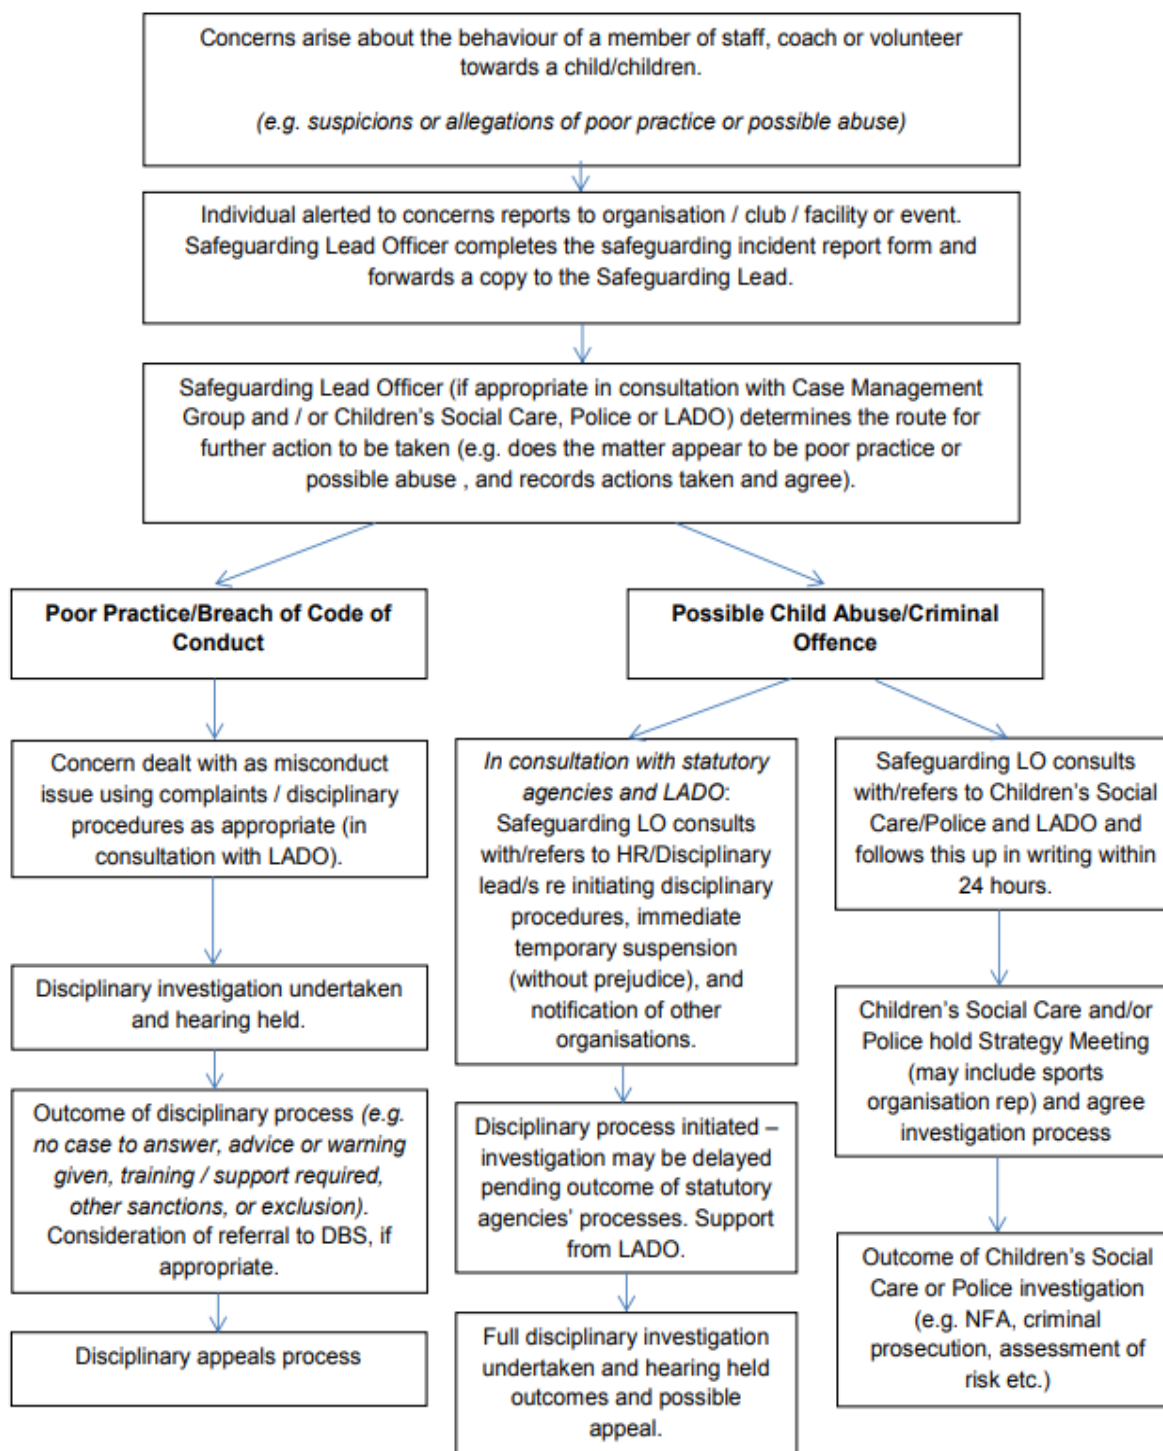 Concerns arise about the behaviour of a member of staff, coach or volunteer
towards a child/children.
(e.g. suspicions or allegations of poor practice or possible abuse)
Individual alerted to concerns reports to organisation / club / facility or event.
Safeguarding Lead Officer completes the safeguarding incident report form and
forwards a copy to the Safeguarding Lead.
Safeguarding Lead Officer (if appropriate in consultation with Case Management
Group and / or Children's Social Care, Police or LADO) determines the route for
further action to be taken (e.g. does the matter appear to be poor practice or
possible abuse , and records actions taken and agree).
Poor Practice/Breach of Code of
Conduct
Concern dealt with as misconduct
issue using complaints / disciplinary
procedures as appropriate (in
consultation with LADO).
Disciplinary investigation undertaken
and hearing held.
Outcome of disciplinary process (e.g.
no case to answer, advice or warning
given, training / support required,
other sanctions, or exclusion).
Consideration of referral to DBS, if
appropriate.
Disciplinary appeals process
Possible Child Abuse/Criminal
Offence
In consultation with statutory
agencies and LADO:
Safeguarding LO consults
with/refers to HR/Disciplinary
lead/s re initiating disciplinary
procedures, immediate
temporary suspension
(without prejudice), and
notification of other
organisations.
Disciplinary process initiated –
investigation may be delayed
pending outcome of statutory
agencies' processes. Support
from LADO.
Full disciplinary investigation
undertaken and hearing held
outcomes and possible
appeal.
Safeguarding LO consults
with/refers to Children's Social
Care/Police and LADO and
follows this up in writing within
24 hours.
Children's Social Care and/or
Police hold Strategy Meeting
(may include sports
organisation rep) and agree
investigation process
Outcome of Children's Social
Care or Police investigation
(e.g. NFA, criminal
prosecution, assessment of
risk etc.)